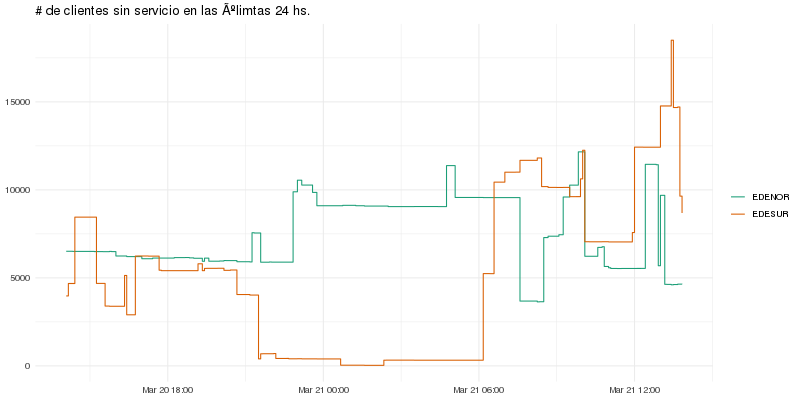 # de clientes sin servicio en las Ãºlimtas 24 hs.
15000
10000
5000
0
Mar 20 18:00
Mar 21 00:00
Mar 21 06:00
Mar 21 12:00
EDENOR
EDESUR